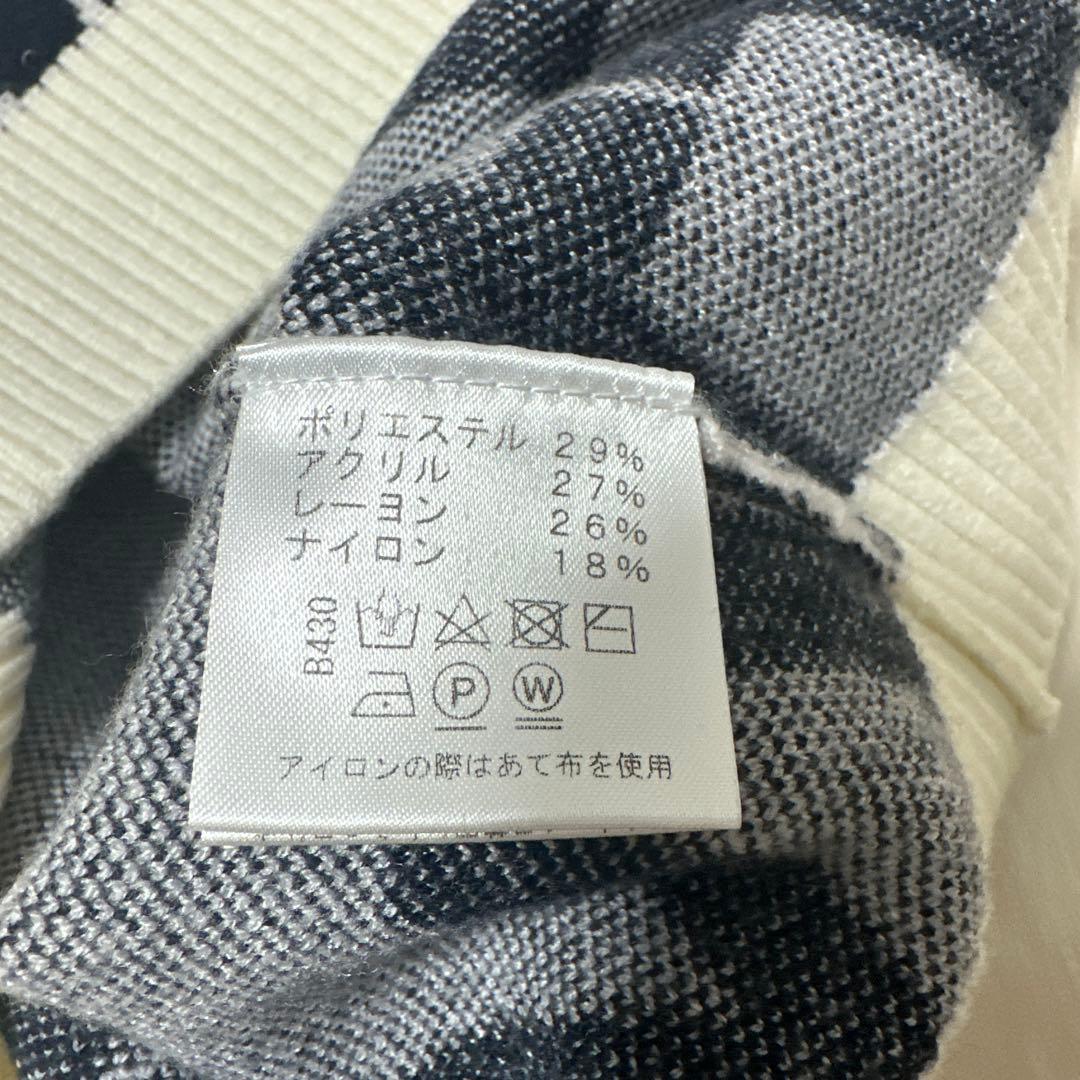 ポリエステル 29%
アクリル 27%
レーヨン 26%
ナイロン 18%
B430
P W
アイロンの際はあて布を使用